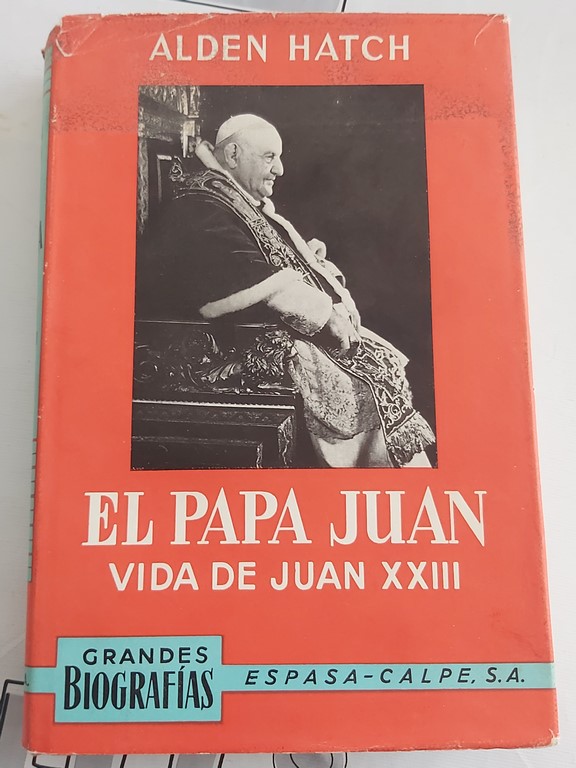 ALDEN HATCH
EL PAPA JUAN
VIDA DE JUAN XXIII
GRANDES
BIOGRAFÍAS
ESPASA-CALPE, S.A.